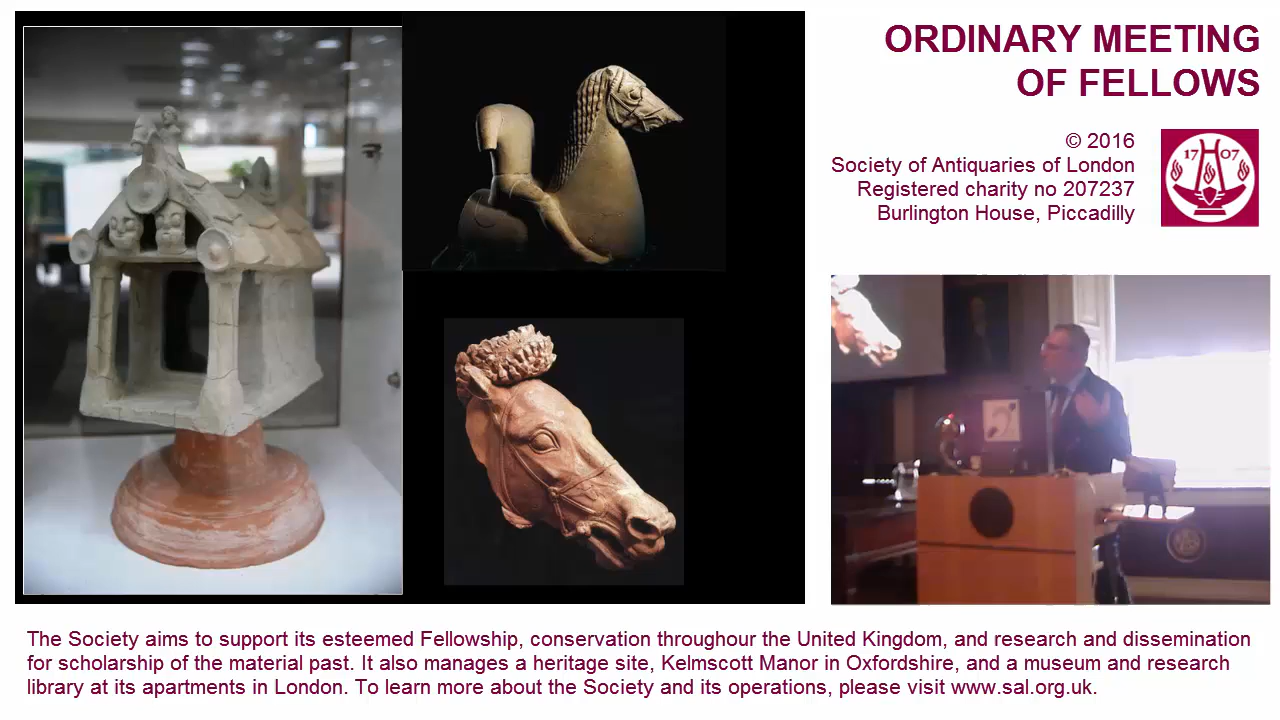 ORDINARY MEETING
OF FELLOWS
© 2016
Society of Antiquaries of London
Registered charity no 207237
Burlington House, Piccadilly
17 07
The Society aims to support its esteemed Fellowship, conservation throughour the United Kingdom, and research and dissemination
for scholarship of the material past. It also manages a heritage site, Kelmscott Manor in Oxfordshire, and a museum and research
library at its apartments in London. To learn more about the Society and its operations, please visit www.sal.org.uk.